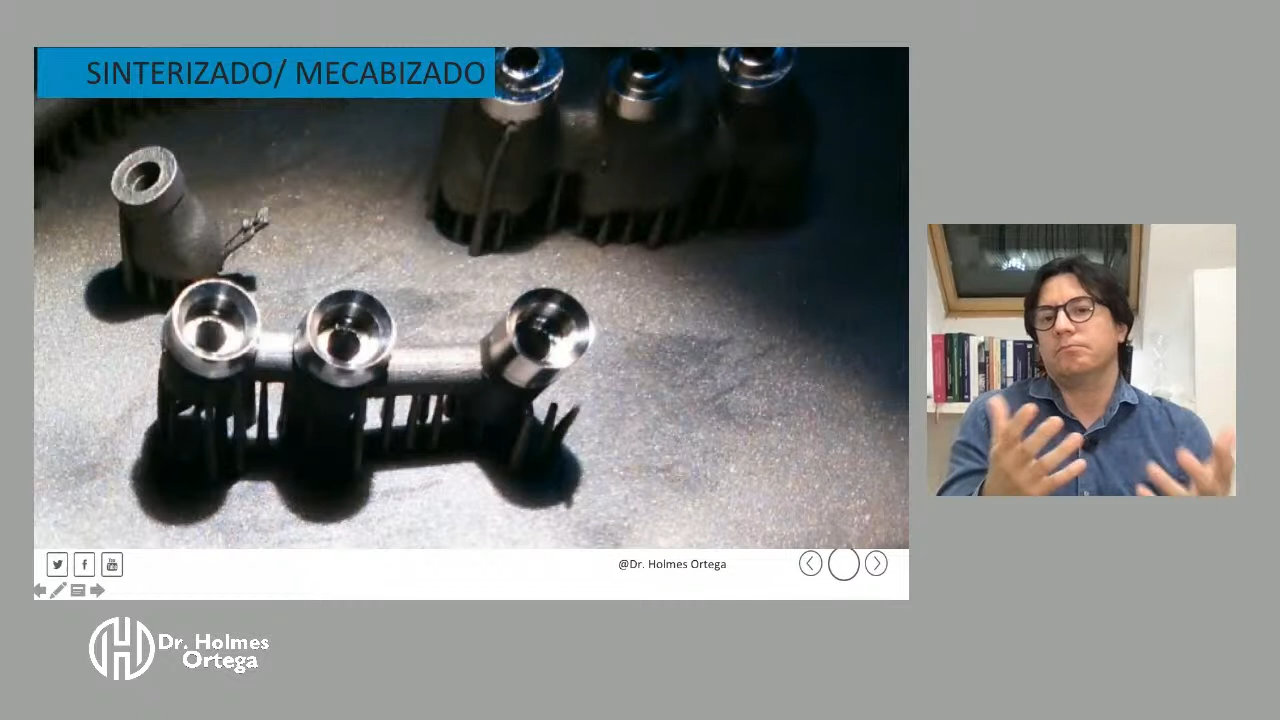 SINTERIZADO/ MECABIZADO
@Dr. Holmes Ortega
Dr. Holmes
Ortega